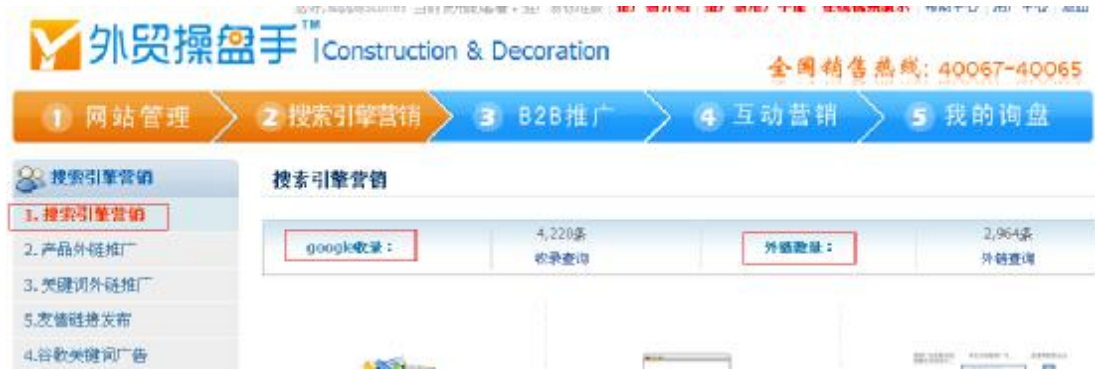 外贸操盘手™|Construction & Decoration
全国销售热线: 40067-40065
1 网站管理
2 搜索引擎营销
3 B2B推广
4 互动营销
5 我的询盘
搜索引擎营销
1.搜索引擎营销
2.产品外链推广
3.关键词外链推广
5.友情链接发布
4.谷歌关键词广告
搜索引擎营销
google收录：
4,220条
收录查询
外链数量：
2,964条
外链查询